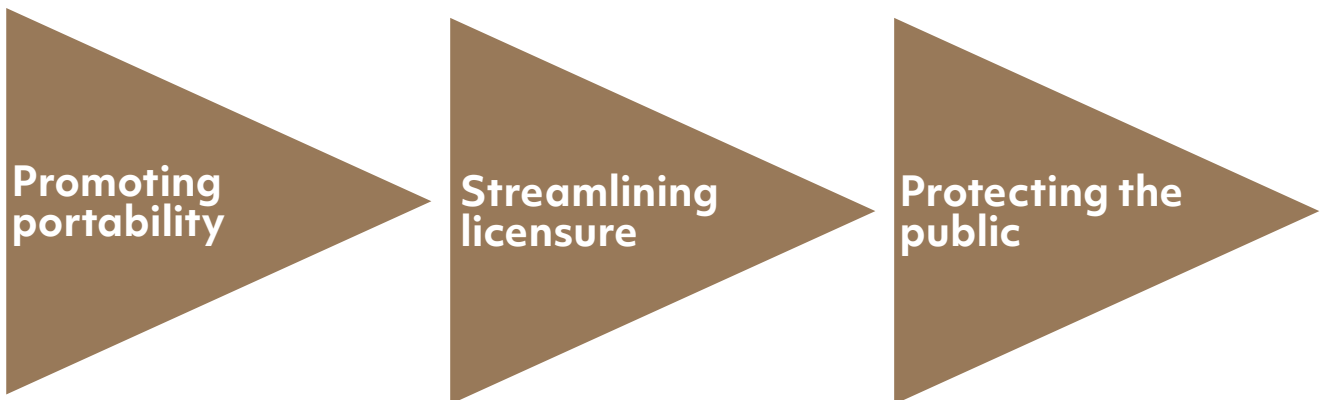 Promoting
portability
Streamlining
licensure
Protecting the
public